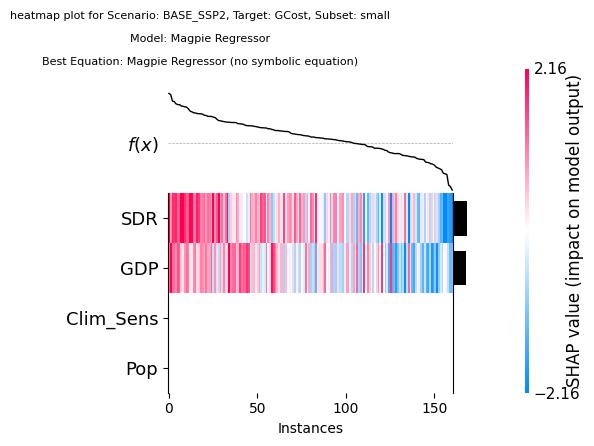 heatmap plot for Scenario: BASE_SSP2, Target: GCost, Subset: small
Model: Magpie Regressor
Best Equation: Magpie Regressor (no symbolic equation)
2.16
f(x)
SDR
GDP
Clim_Sens
Pop
−2.16
SHAP value (impact on model output)
0
50
100
150
Instances